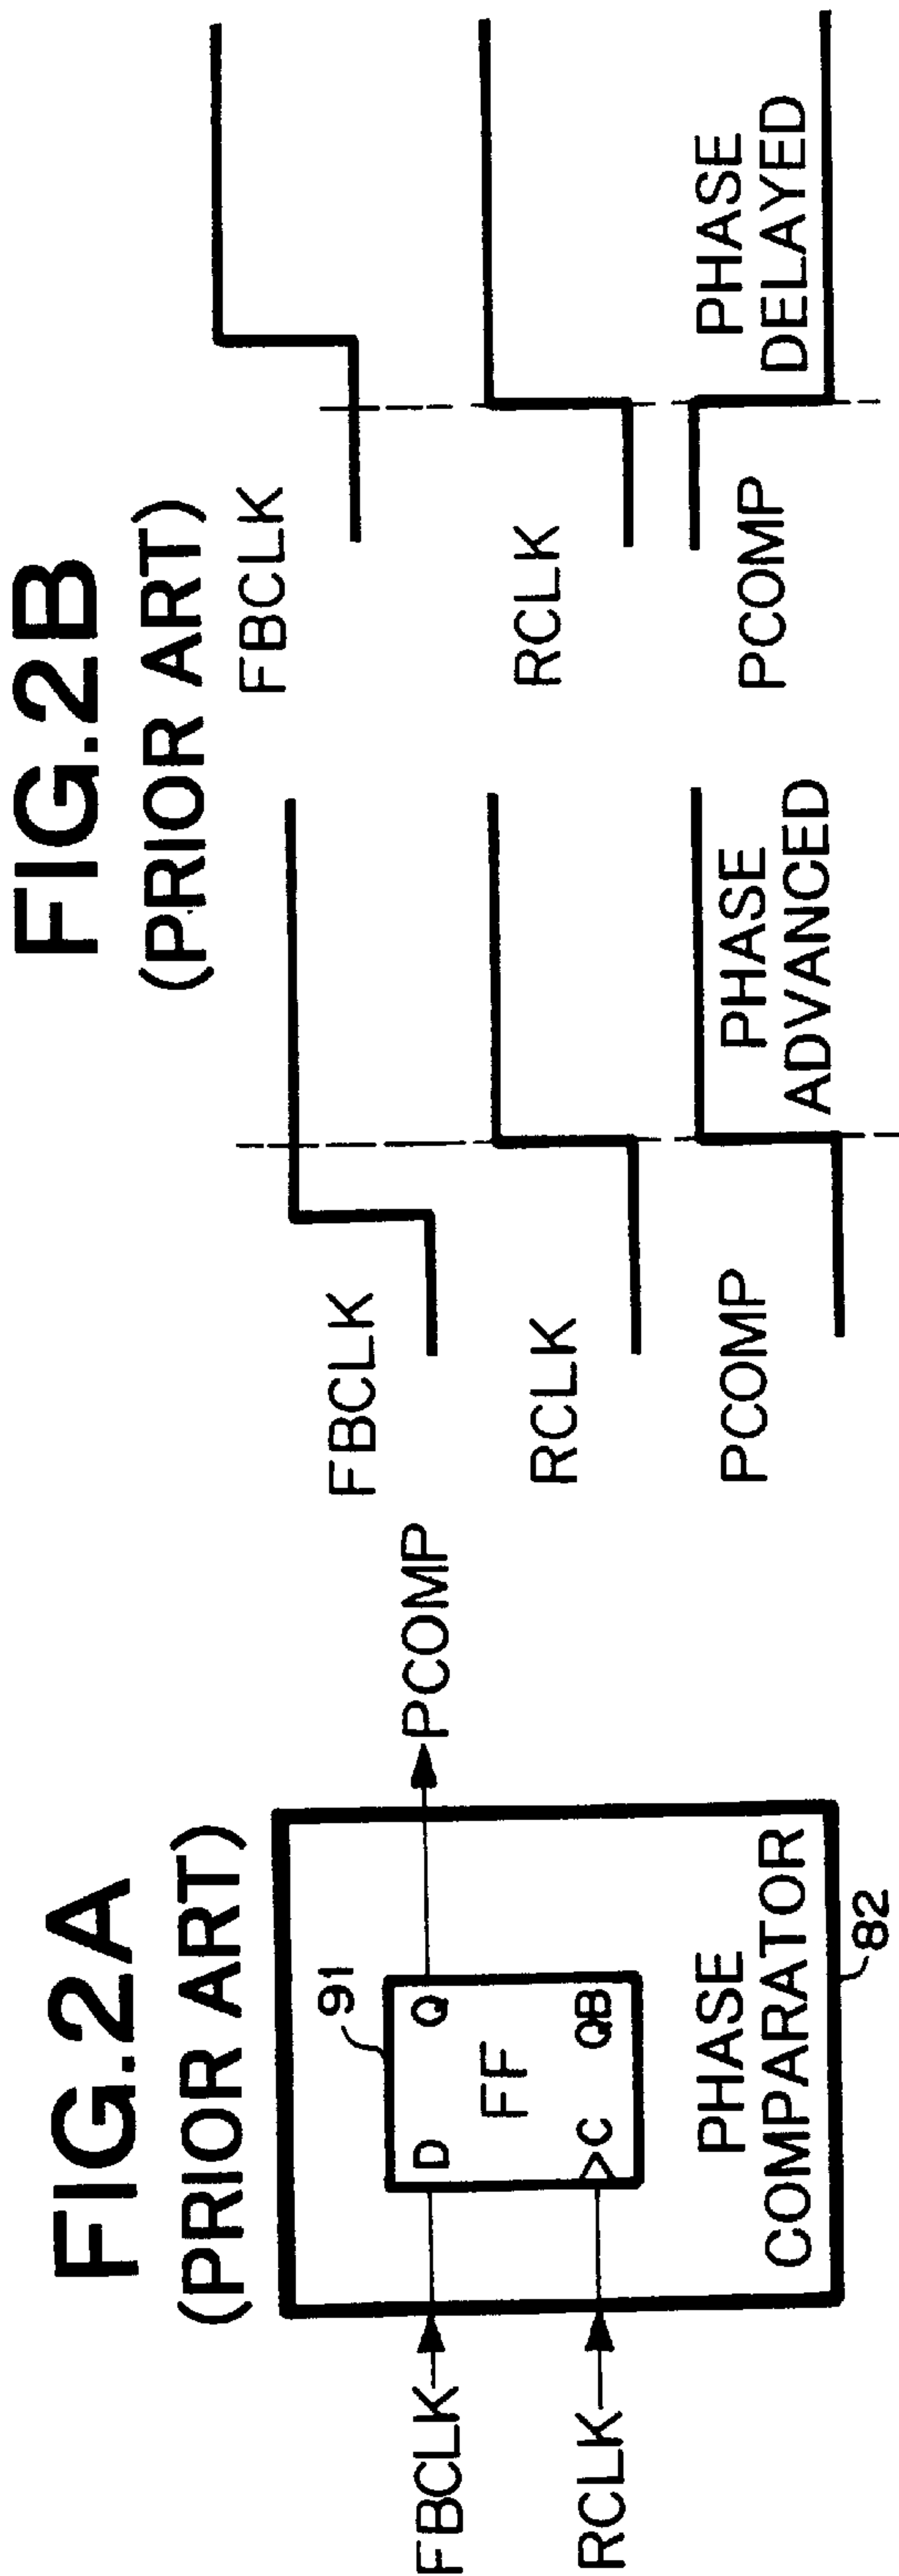 FIG.2A
(PRIOR ART)
91
D
Q
FF
C
QB
FBCLK
RCLK
PCOMP
PHASE
COMPARATOR
82
FIG.2B
(PRIOR ART)
FBCLK
RCLK
PCOMP
PHASE
ADVANCED
FBCLK
RCLK
PCOMP
PHASE
DELAYED